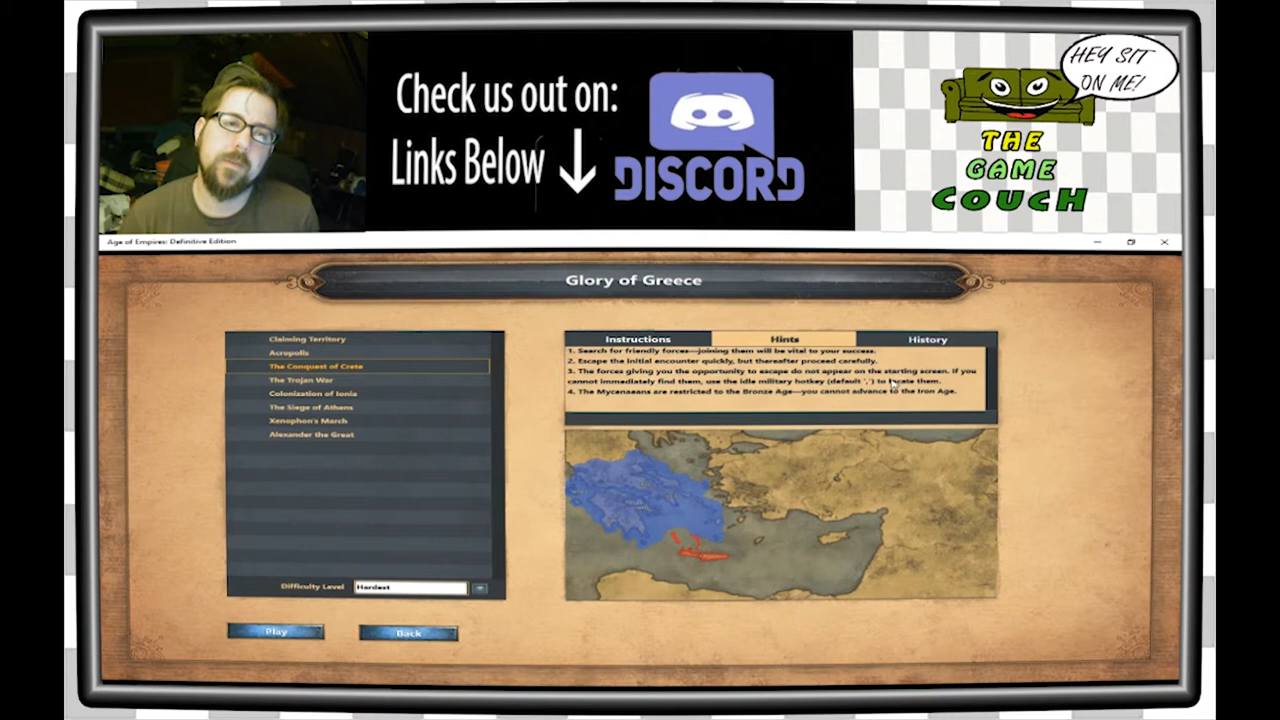 Check us out on:
Links Below
DISCORD
HEY SIT
ON ME!
THE
GAME
COUCH
Age of Empires: Definitive Edition
Glory of Greece
Claiming Territory
Acropolis
The Conquest of Crete
The Trojan War
Colonization of Ionia
The Siege of Athens
Xenophon's March
Alexander the Great
Difficulty Level
Hardest
Play
Back
Instructions
Hints
History
1. Search for friendly forces—joining them will be vital to your success.
2. Escape the initial encounter quickly, but thereafter proceed carefully.
3. The forces giving you the opportunity to escape do not appear on the starting screen. If you
cannot immediately find them, use the idle military hotkey (default ',') to locate them.
4. The Mycenaeans are restricted to the Bronze Age—you cannot advance to the Iron Age.